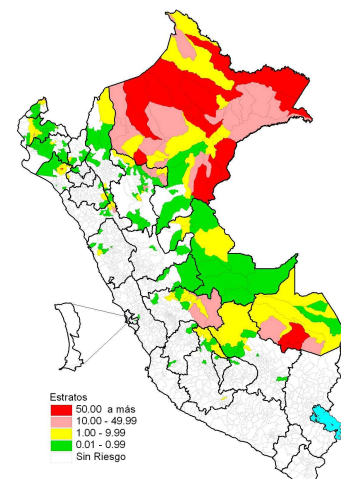 Estratos
50.00 a más
10.00 - 49.99
1.00 - 9.99
0.01 - 0.99
Sin Riesgo